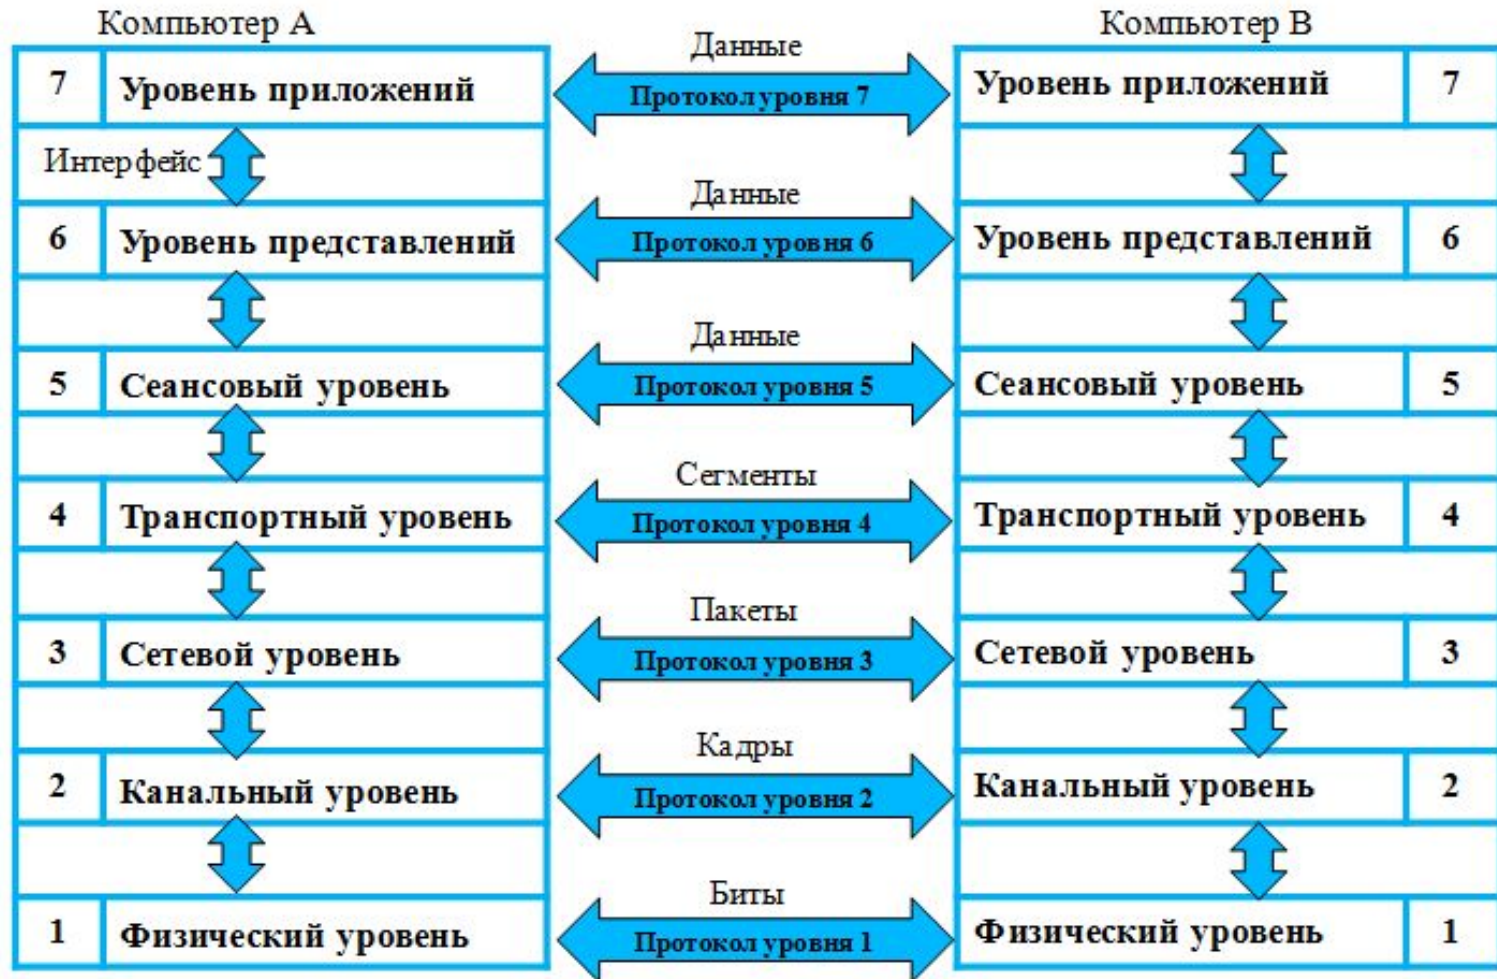 Компьютер A Компьютер B
Данные
7 Уровень приложений Протокол уровня 7 Уровень приложений 7
Интерфейс
Данные
6 Уровень представлений Протокол уровня 6 Уровень представлений 6
Данные
5 Сеансовый уровень Протокол уровня 5 Сеансовый уровень 5
Сегменты
4 Транспортный уровень Протокол уровня 4 Транспортный уровень 4
Пакеты
3 Сетевой уровень Протокол уровня 3 Сетевой уровень 3
Кадры
2 Канальный уровень Протокол уровня 2 Канальный уровень 2
Биты
1 Физический уровень Протокол уровня 1 Физический уровень 1